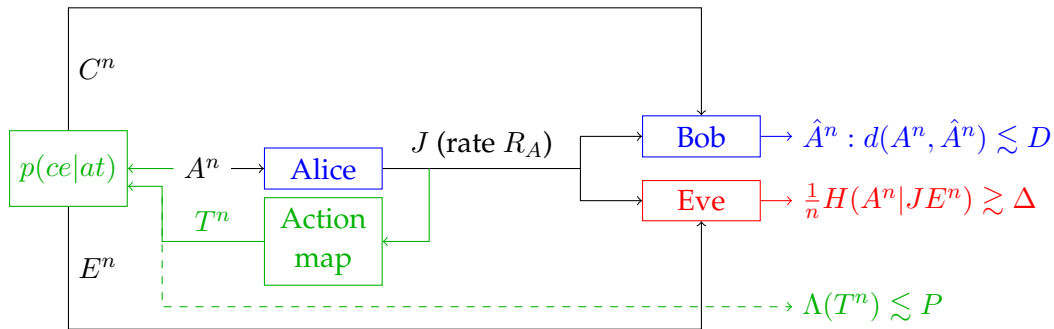 C^n
J (rate R_A)
Bob
Â^n : d(A^n, Â^n) ≲ D
p(ce|at)
A^n
Alice
Eve
1/n H(A^n|JE^n) ≳ Δ
T^n
Action
map
E^n
Λ(T^n) ≲ P